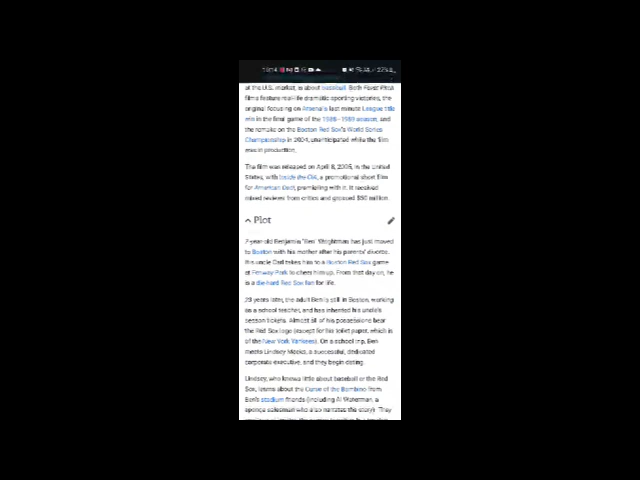 at the U.S. market, is about baseball. Both Fever Pitch
films feature real-life dramatic sporting victories, the
original focusing on Arsenal's last minute League title
win in the final game of the 1988–1989 season, and
the remake on the Boston Red Sox's World Series
Championship in 2004, unanticipated while the film
was in production.
The film was released on April 8, 2005, in the United
States, with Inside the CIA, a promotional short film
for American Dad!, premiering with it. It received
mixed reviews from critics and grossed $50 million.
Plot
7-year-old Benjamin "Ben" Wrightman has just moved
to Boston with his mother after his parents' divorce.
His uncle Carl takes him to a Boston Red Sox game
at Fenway Park to cheer him up. From that day on, he
is a die-hard Red Sox fan for life.
23 years later, the adult Ben is still in Boston, working
as a school teacher, and has inherited his uncle's
season tickets. Almost all of his possessions bear
the Red Sox logo (except for his toilet paper, which is
of the New York Yankees). On a school trip, Ben
meets Lindsey Meeks, a successful, dedicated
corporate executive, and they begin dating.
Lindsey, who knows little about baseball or the Red
Sox, learns about the Curse of the Bambino from
Ben's stadium friends (including Al Waterman, a
sponge salesman who also narrates the story). They